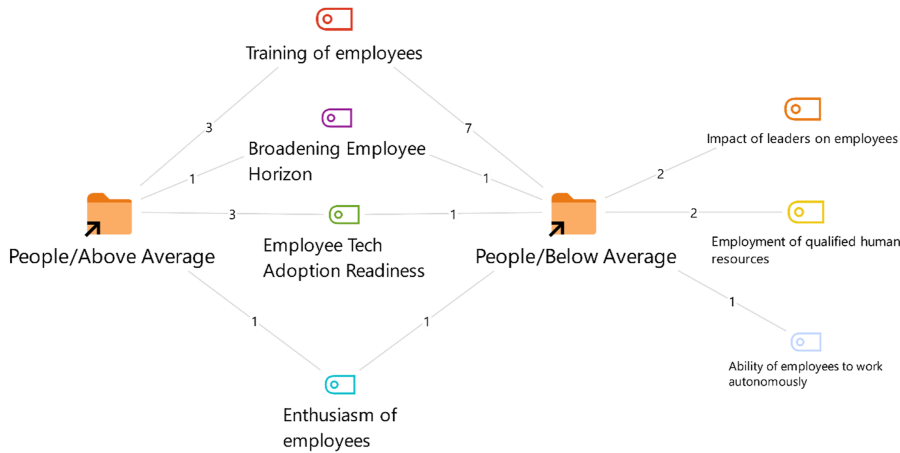 Training of employees
3
7
Broadening Employee
Horizon
1
1
Impact of leaders on employees
2
People/Above Average
3
Employee Tech
Adoption Readiness
1
People/Below Average
2
Employment of qualified human
resources
1
1
1
Ability of employees to work
autonomously
Enthusiasm of
employees